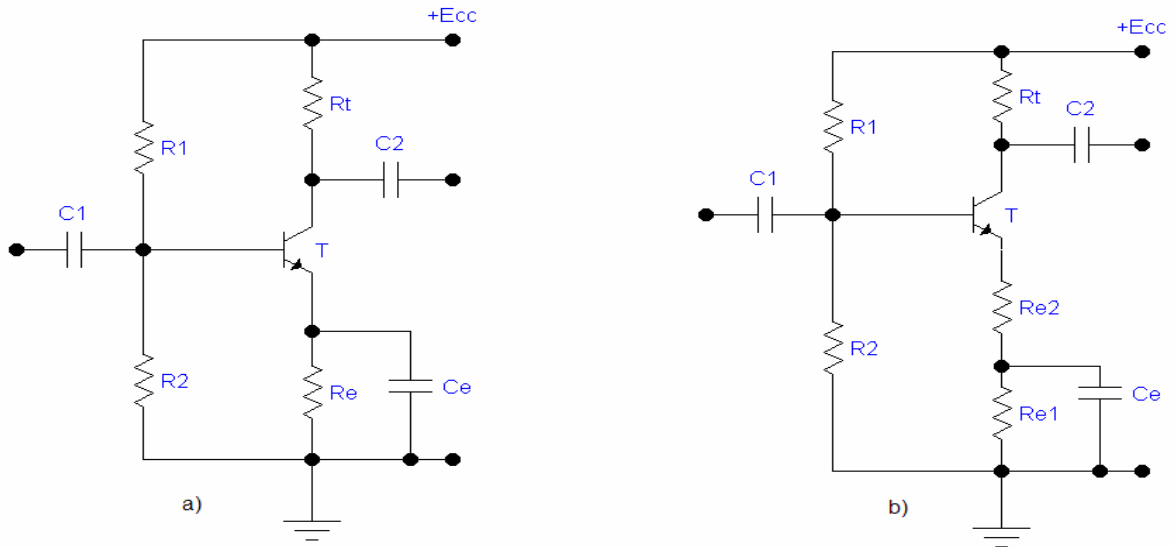 +Ecc
Rt
R1
C2
C1
T
R2
Re
Ce
a)
+Ecc
Rt
C2
R1
C1
T
Re2
R2
Ce
Re1
b)